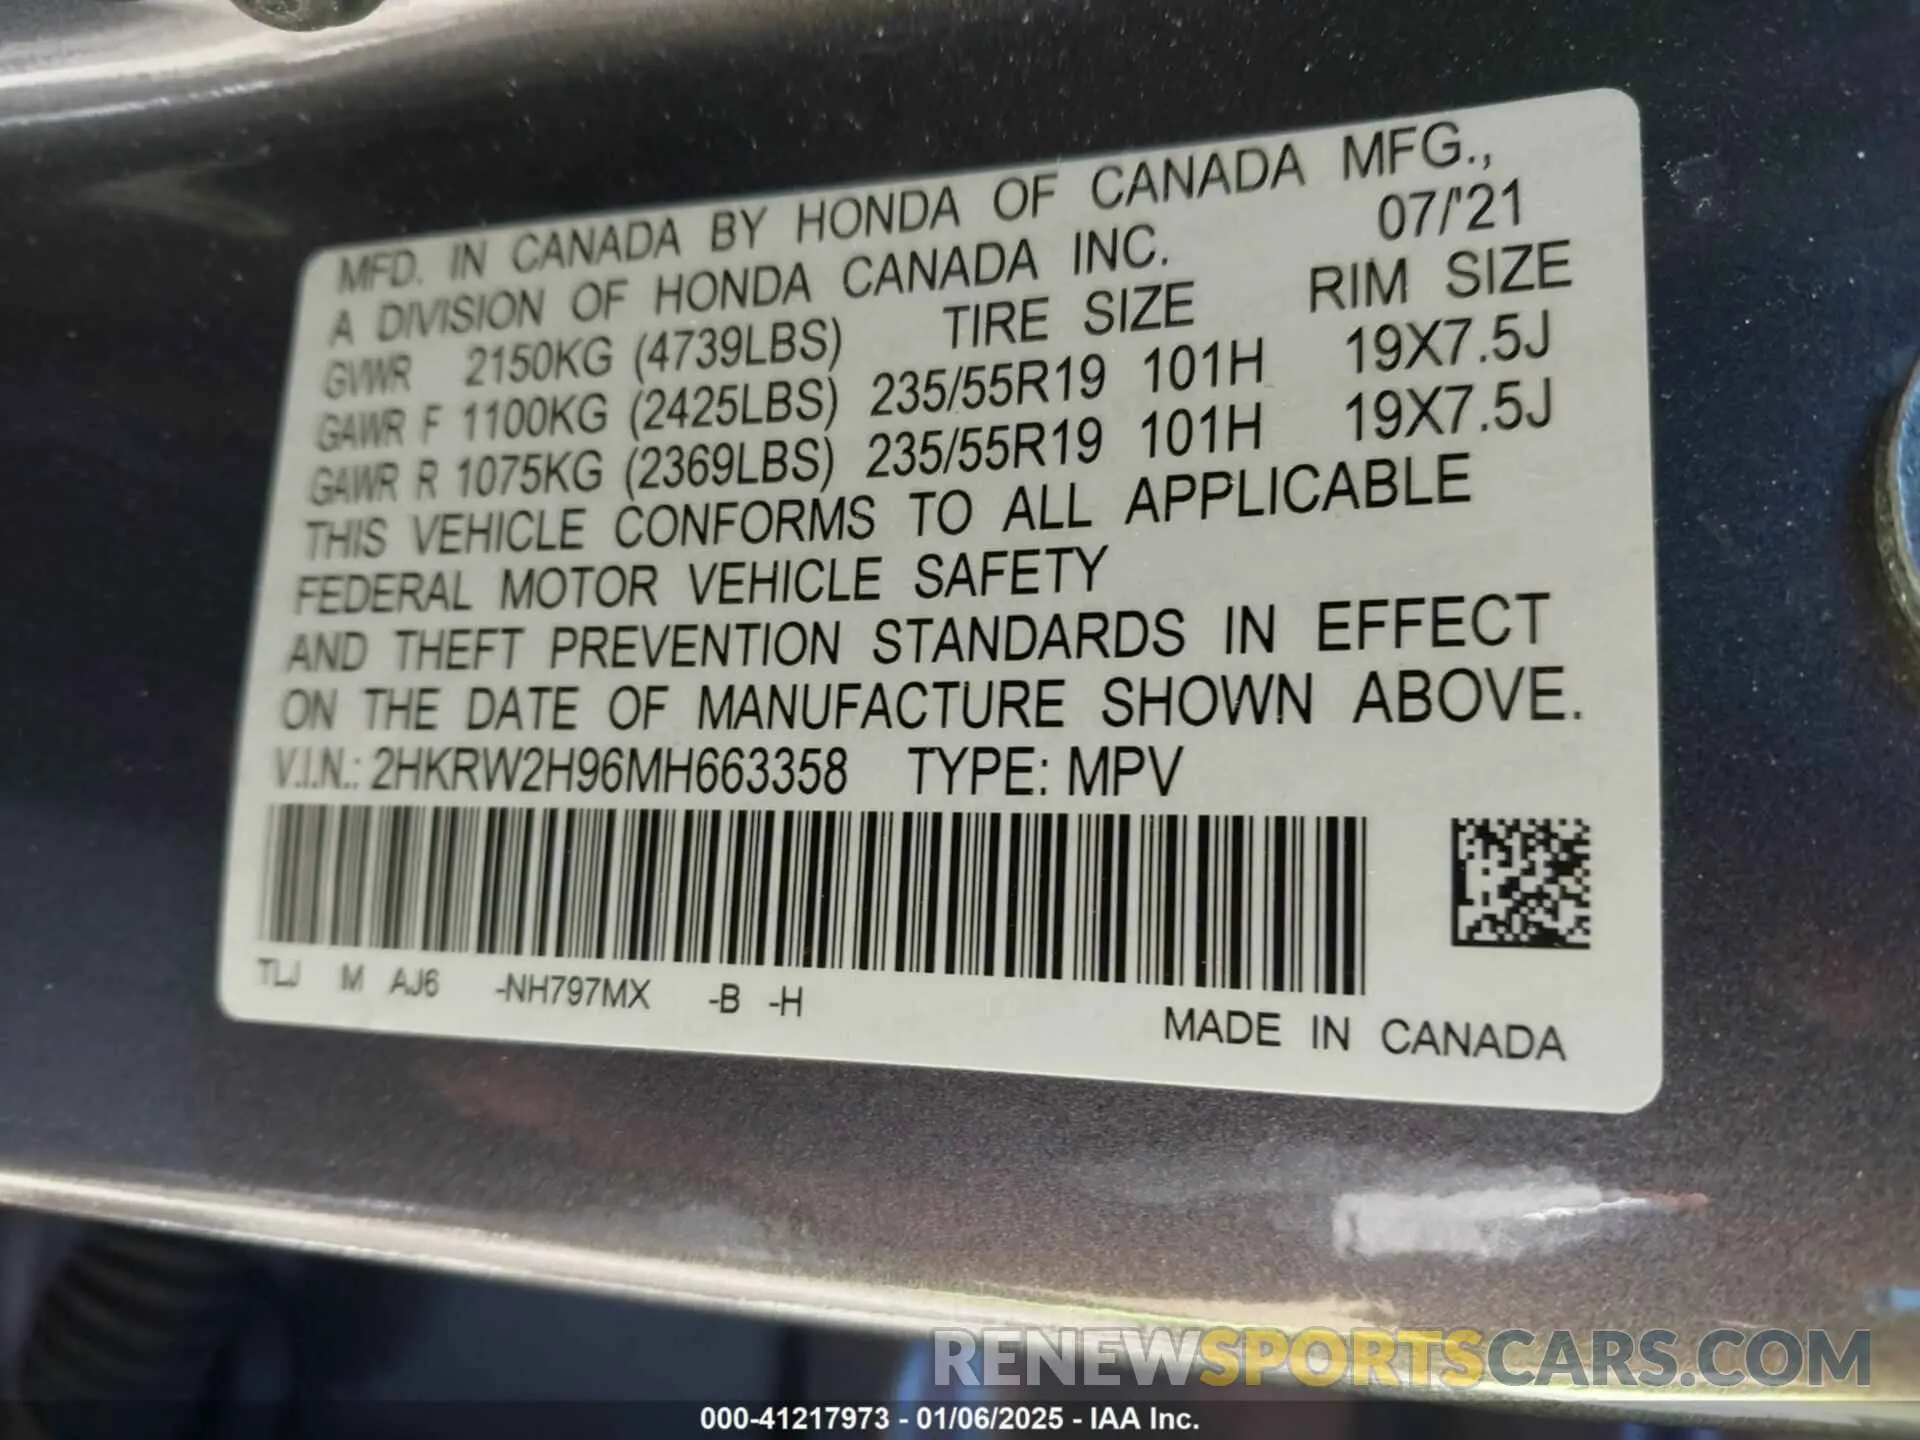 MFD. IN CANADA BY HONDA OF CANADA MFG.,
A DIVISION OF HONDA CANADA INC. 07/'21
GVWR 2150KG (4739LBS) TIRE SIZE RIM SIZE
GAWR F 1100KG (2425LBS) 235/55R19 101H 19X7.5J
GAWR R 1075KG (2369LBS) 235/55R19 101H 19X7.5J
THIS VEHICLE CONFORMS TO ALL APPLICABLE
FEDERAL MOTOR VEHICLE SAFETY
AND THEFT PREVENTION STANDARDS IN EFFECT
ON THE DATE OF MANUFACTURE SHOWN ABOVE.
V.I.N.: 2HKRW2H96MH663358 TYPE: MPV
TLJ M AJ6 -NH797MX -B -H
MADE IN CANADA
RENEWSPORTSCARS.COM
000-41217973 - 01/06/2025 - IAA Inc.